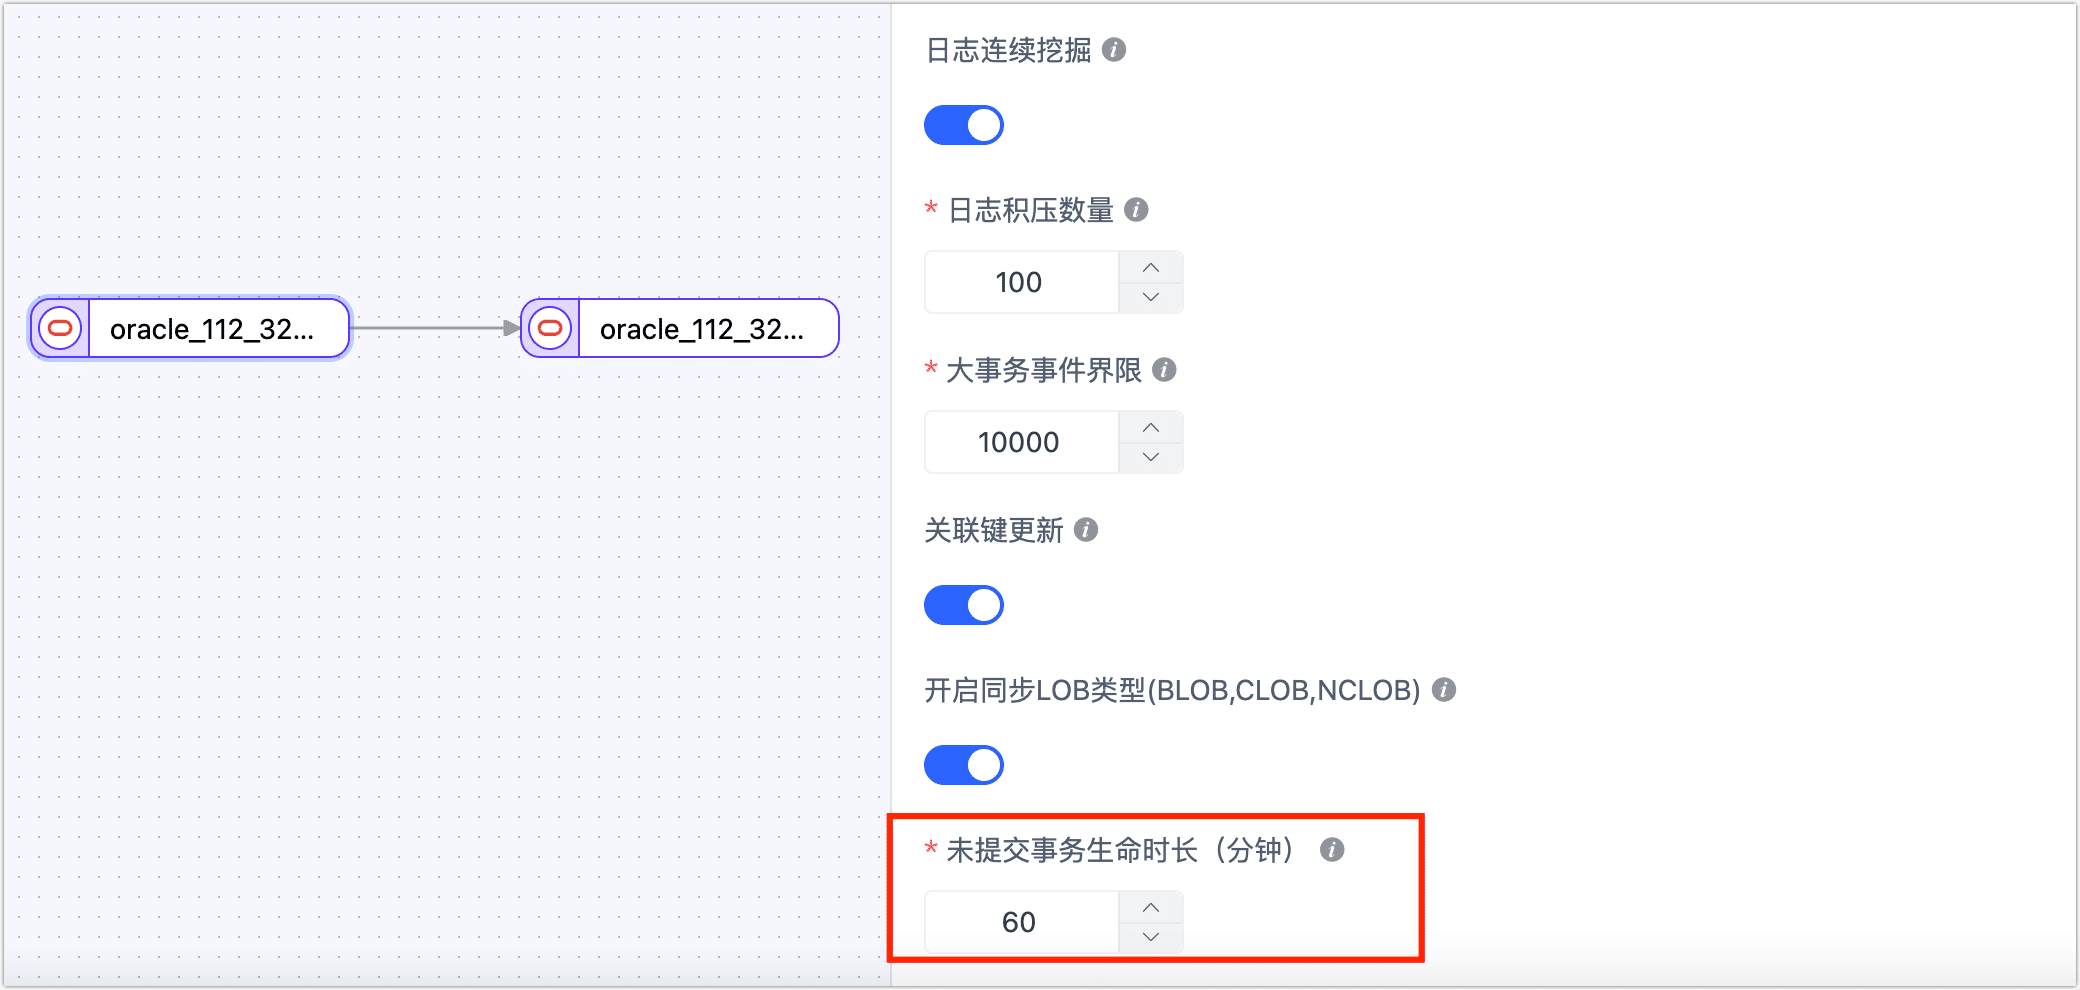 oracle_112_32...
oracle_112_32...
日志连续挖掘
* 日志积压数量
100
* 大事务事件界限
10000
关联键更新
开启同步LOB类型(BLOB,CLOB,NCLOB)
* 未提交事务生命时长（分钟）
60